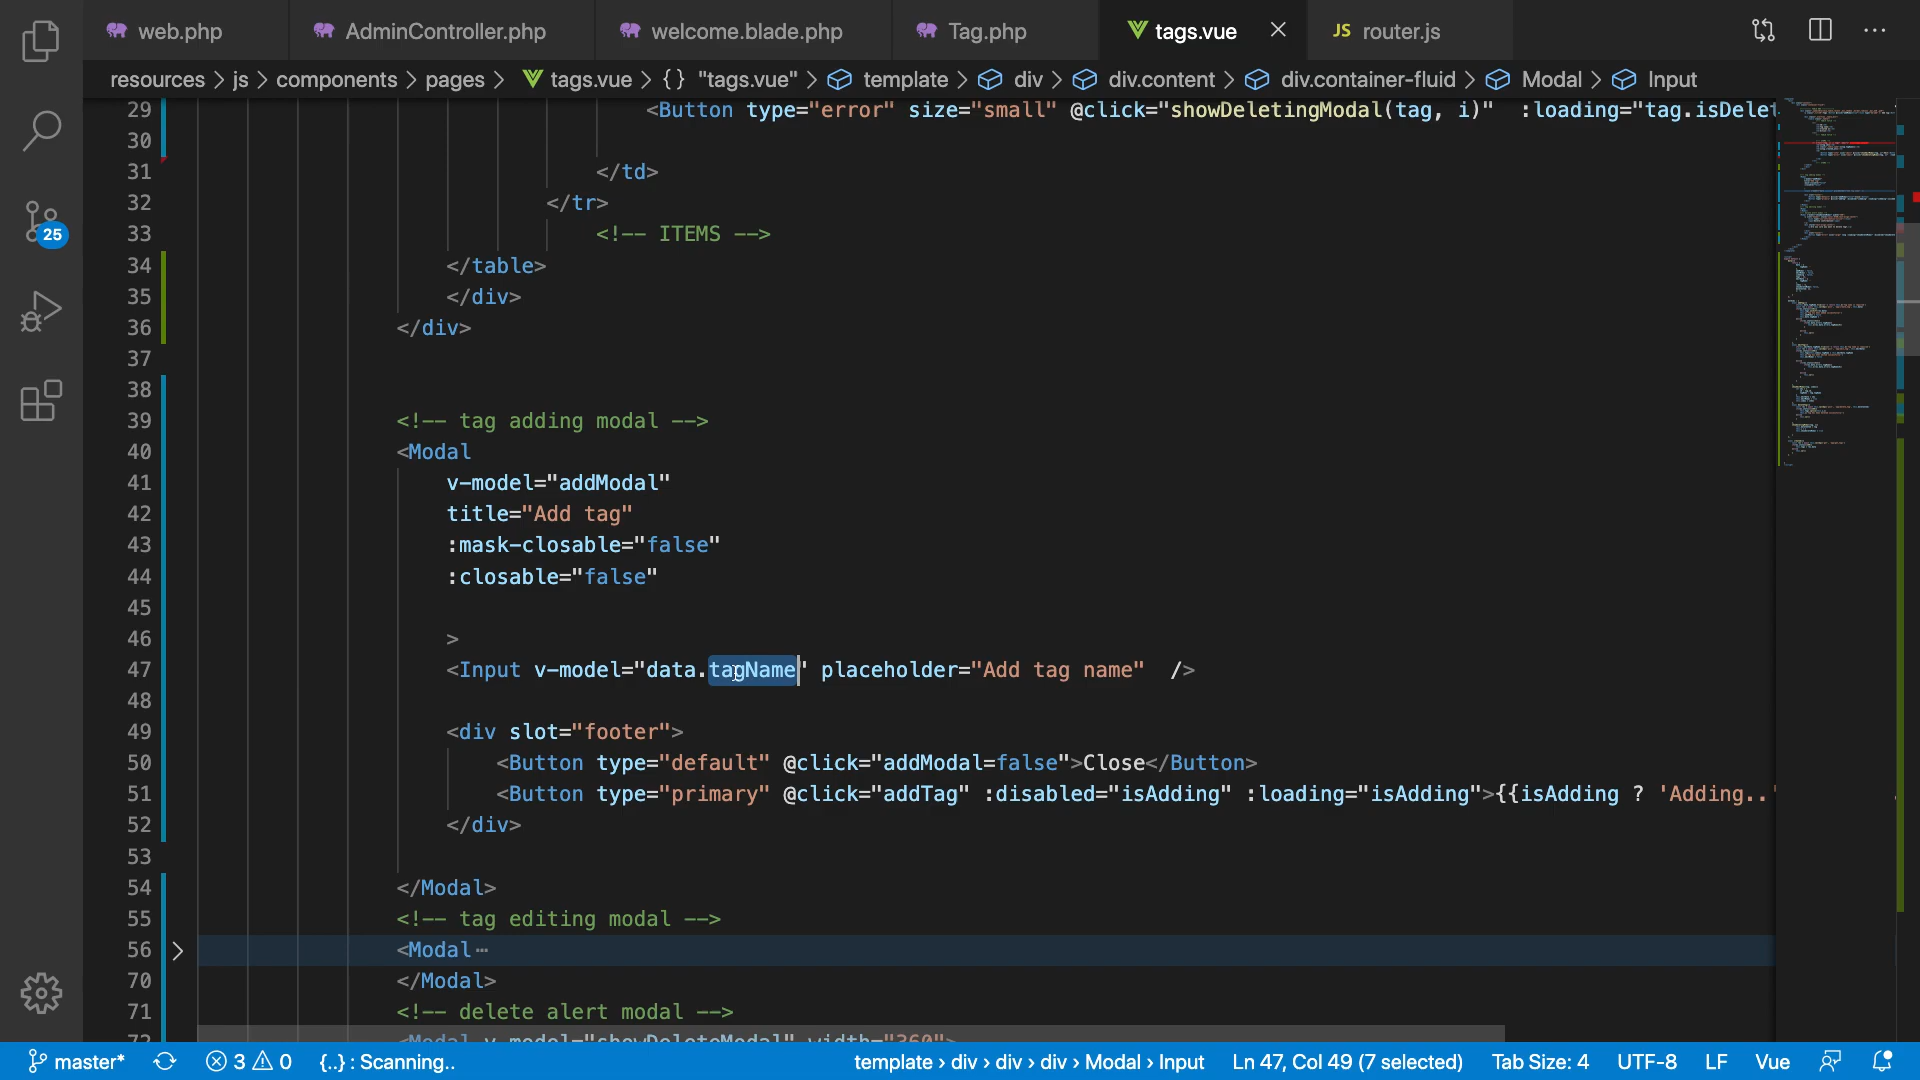 web.php AdminController.php welcome.blade.php Tag.php tags.vue JS router.js
resources > js > components > pages > tags.vue > {} "tags.vue" > template > div > div.content > div.container-fluid > Modal > Input
29 <Button type="error" size="small" @click="showDeletingModal(tag, i)" :loading="tag.isDelet
30
31 </td>
32 </tr>
33 <!-- ITEMS -->
34 </table>
35 </div>
36 </div>
37
38
39 <!-- tag adding modal -->
40 <Modal
41 v-model="addModal"
42 title="Add tag"
43 :mask-closable="false"
44 :closable="false"
45
46 >
47 <Input v-model="data.tagName" placeholder="Add tag name" />
48
49 <div slot="footer">
50 <Button type="default" @click="addModal=false">Close</Button>
51 <Button type="primary" @click="addTag" :disabled="isAdding" :loading="isAdding">{{isAdding ? 'Adding..'
52 </div>
53
54 </Modal>
55 <!-- tag editing modal -->
56 <Modal…
70 </Modal>
71 <!-- delete alert modal -->
72 <Modal v-model="showDeleteModal" width="360">
25
master* 3 0 {..} : Scanning.. template › div › div › div › Modal › Input Ln 47, Col 49 (7 selected) Tab Size: 4 UTF-8 LF Vue